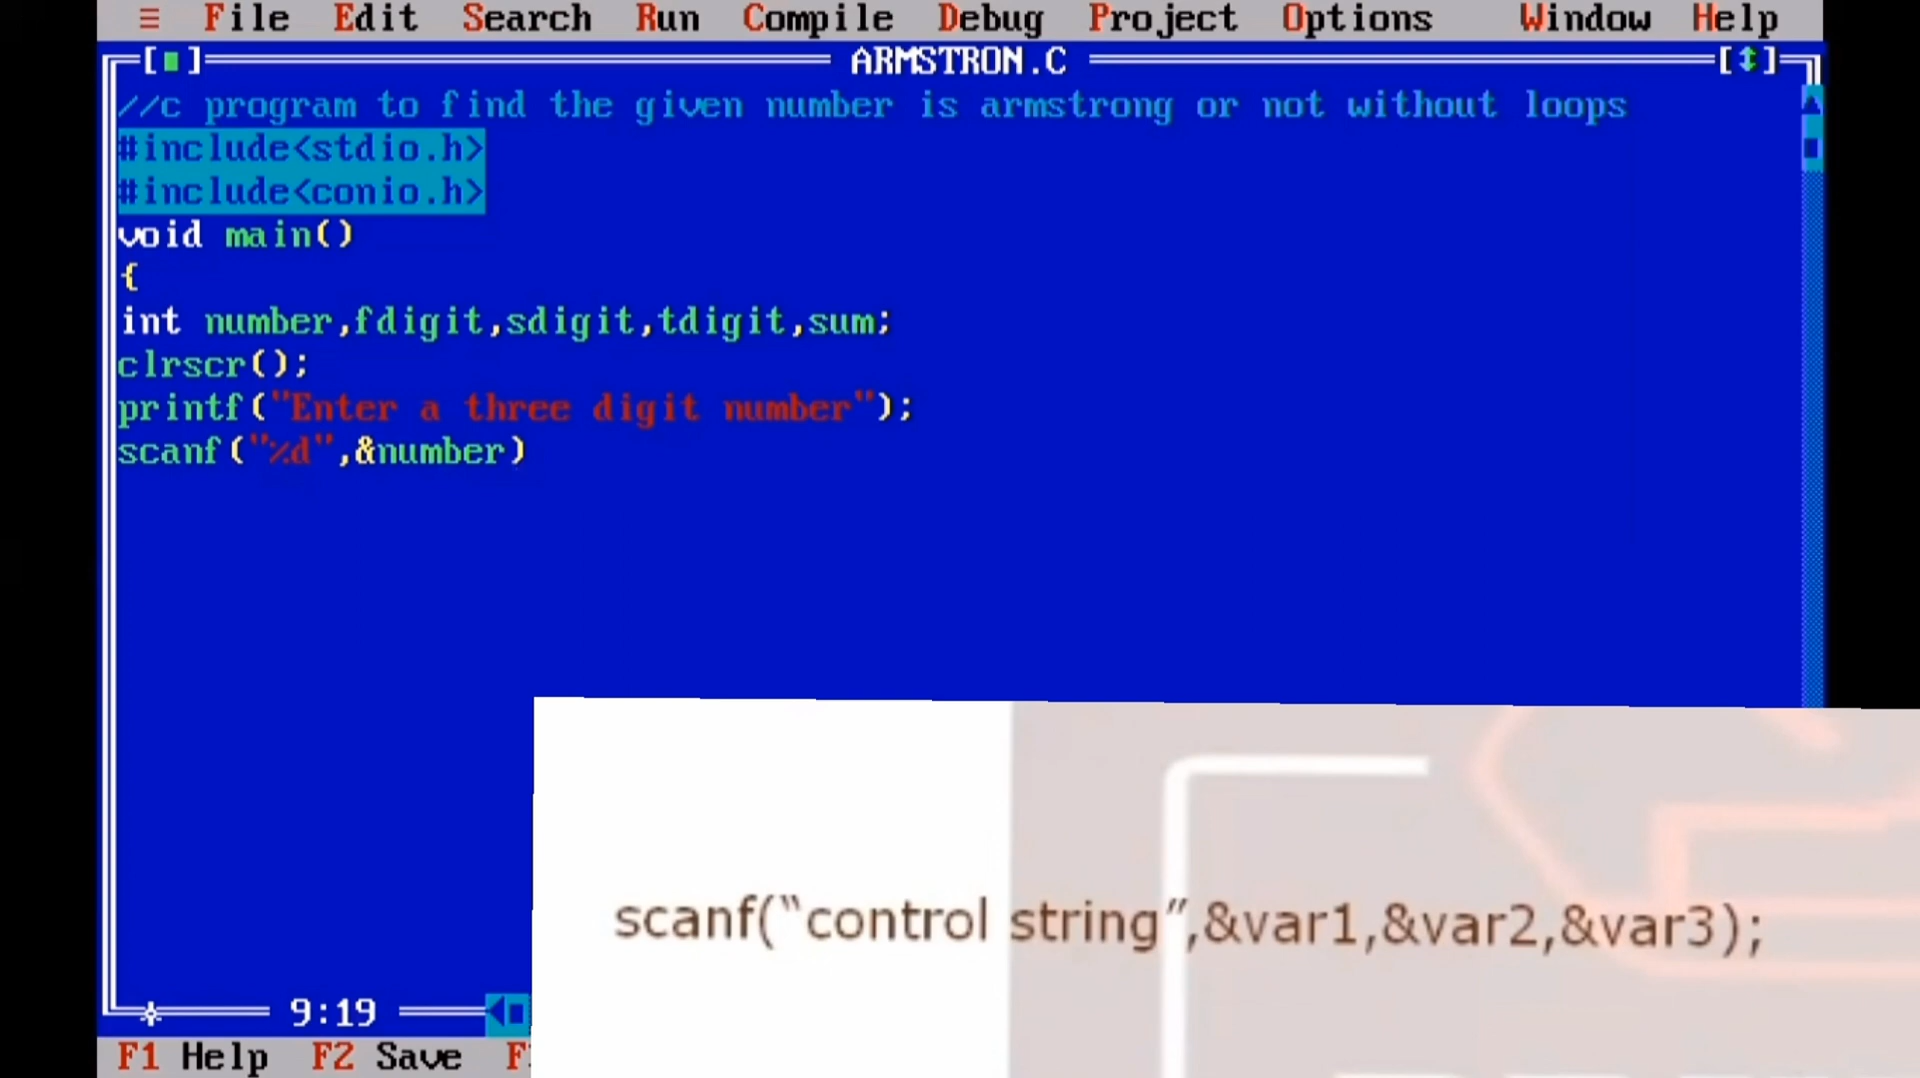 ≡ File Edit Search Run Compile Debug Project Options Window Help
[■] ARMSTRON.C [↕]
//c program to find the given number is armstrong or not without loops
#include<stdio.h>
#include<conio.h>
void main()
{
int number,fdigit,sdigit,tdigit,sum;
clrscr();
printf("Enter a three digit number");
scanf("%d",&number)
scanf(“control string”,&var1,&var2,&var3);
9:19
F1 Help F2 Save F